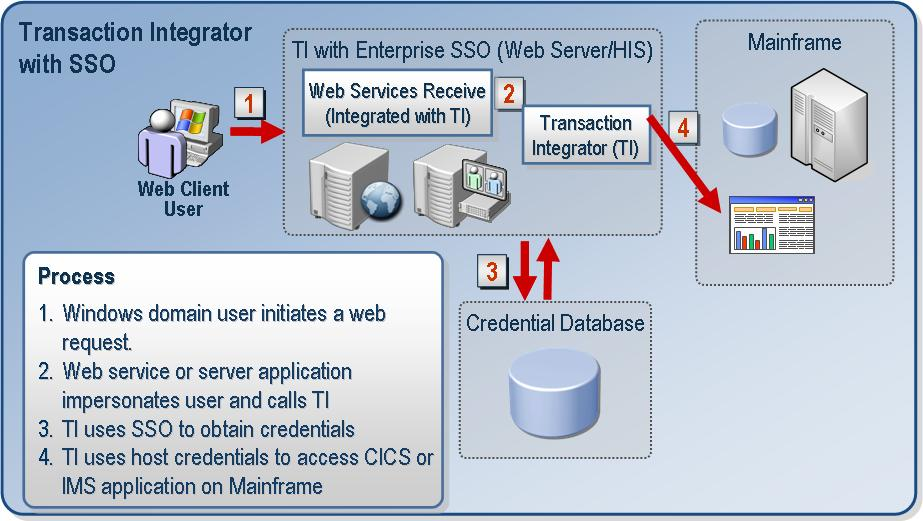 Transaction Integrator
with SSO
TI with Enterprise SSO (Web Server/HIS)
Mainframe
1
Web Services Receive
(Integrated with TI)
2
Transaction
Integrator (TI)
4
Web Client
User
3
Credential Database
Process
1. Windows domain user initiates a web
request.
2. Web service or server application
impersonates user and calls TI
3. TI uses SSO to obtain credentials
4. TI uses host credentials to access CICS or
IMS application on Mainframe